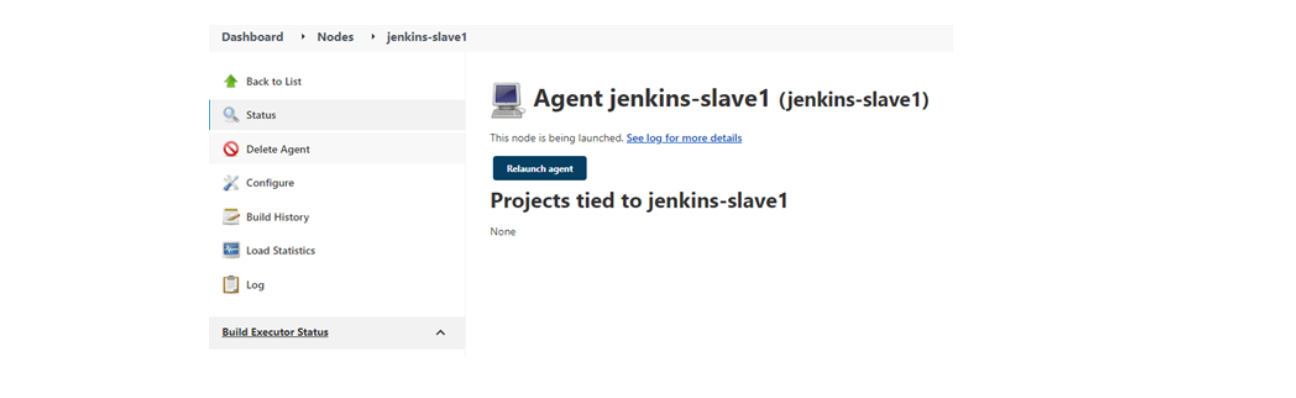 Dashboard Nodes jenkins-slave1
Back to List
Status
Delete Agent
Configure
Build History
Load Statistics
Log
Build Executor Status
Agent jenkins-slave1 (jenkins-slave1)
This node is being launched. See log for more details
Relaunch agent
Projects tied to jenkins-slave1
None